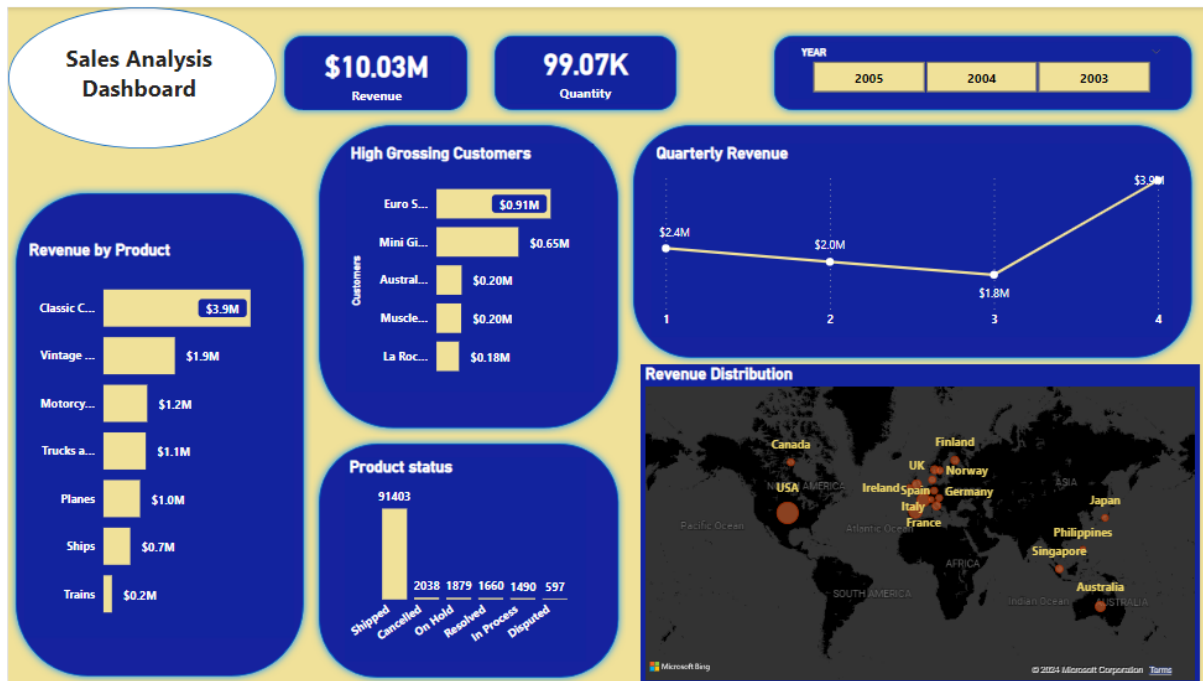 Sales Analysis
Dashboard
$10.03M
Revenue
99.07K
Quantity
YEAR
2005
2004
2003
High Grossing Customers
Customers
Euro S...
$0.91M
Mini Gi...
$0.65M
Austral...
$0.20M
Muscle...
$0.20M
La Roc...
$0.18M
Quarterly Revenue
$2.4M
$2.0M
$1.8M
$3.9M
1
2
3
4
Revenue by Product
Classic C...
$3.9M
Vintage ...
$1.9M
Motorcy...
$1.2M
Trucks a...
$1.1M
Planes
$1.0M
Ships
$0.7M
Trains
$0.2M
Product status
91403
2038
1879
1660
1490
597
Shipped
Cancelled
On Hold
Resolved
In Process
Disputed
Revenue Distribution
Canada
Finland
UK
Norway
USA
AMERICA
ASIA
Ireland
Spain
Germany
Japan
Italy
Pacific Ocean
Atlantic Ocean
France
Philippines
Singapore
AFRICA
Australia
SOUTH AMERICA
Indian Ocean
AUSTRALIA
Microsoft Bing
© 2024 Microsoft Corporation
Terms